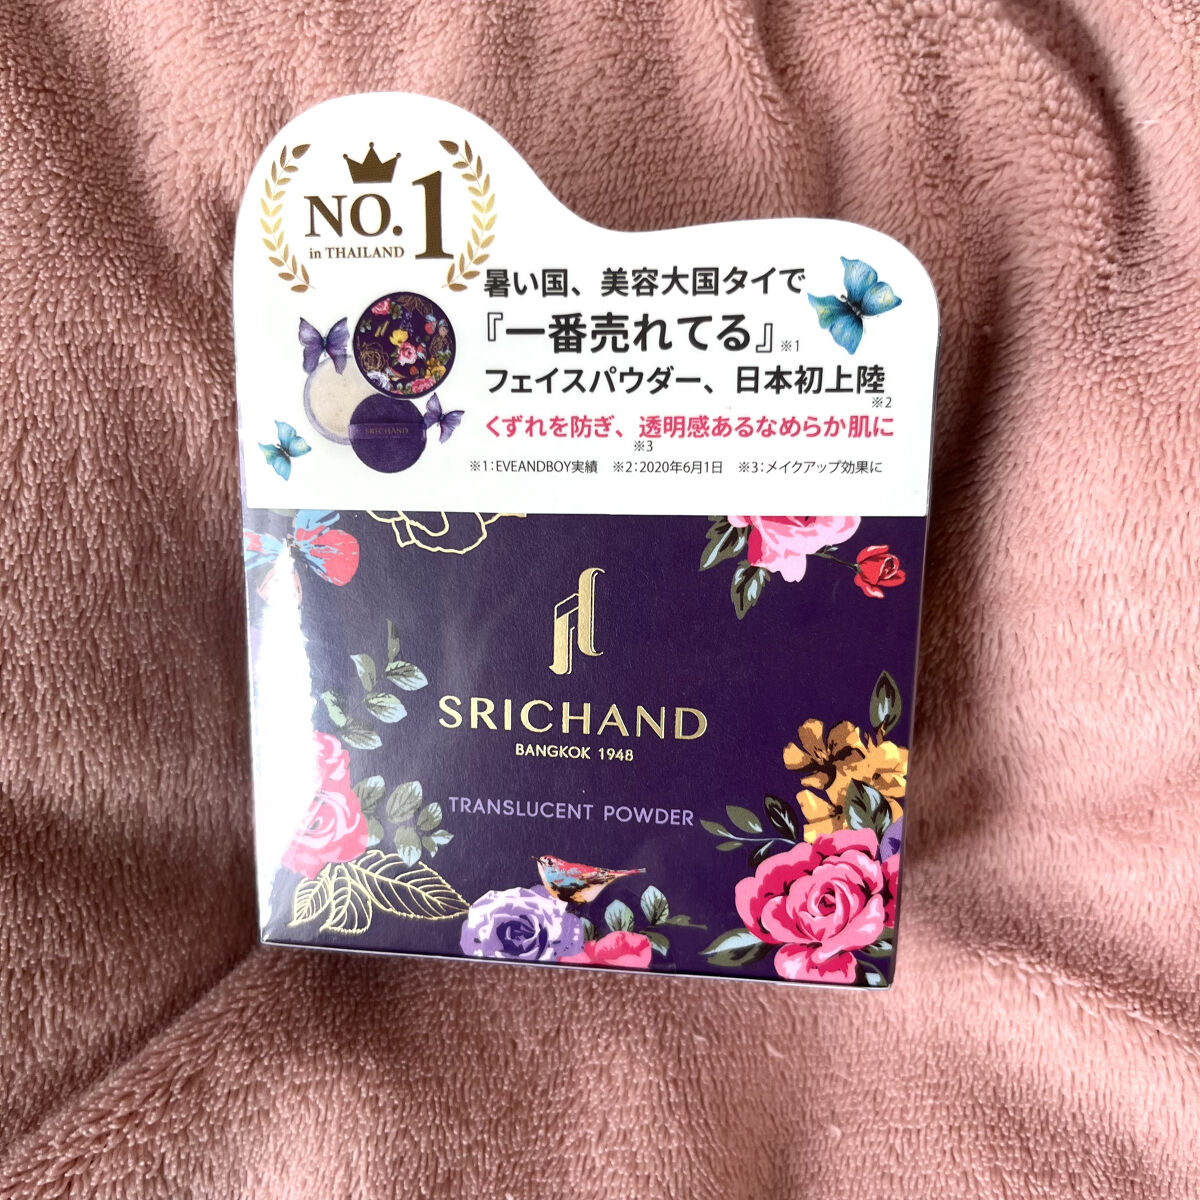 NO.1
in THAILAND
暑い国、美容大国タイで
『一番売れてる』※1
フェイスパウダー、日本初上陸
※2
くずれを防ぎ、透明感あるなめらか肌に
※3
SRICHAND
※1：EVEANDBOY実績 ※2：2020年6月1日 ※3：メイクアップ効果に
SRICHAND
BANGKOK 1948
TRANSLUCENT POWDER